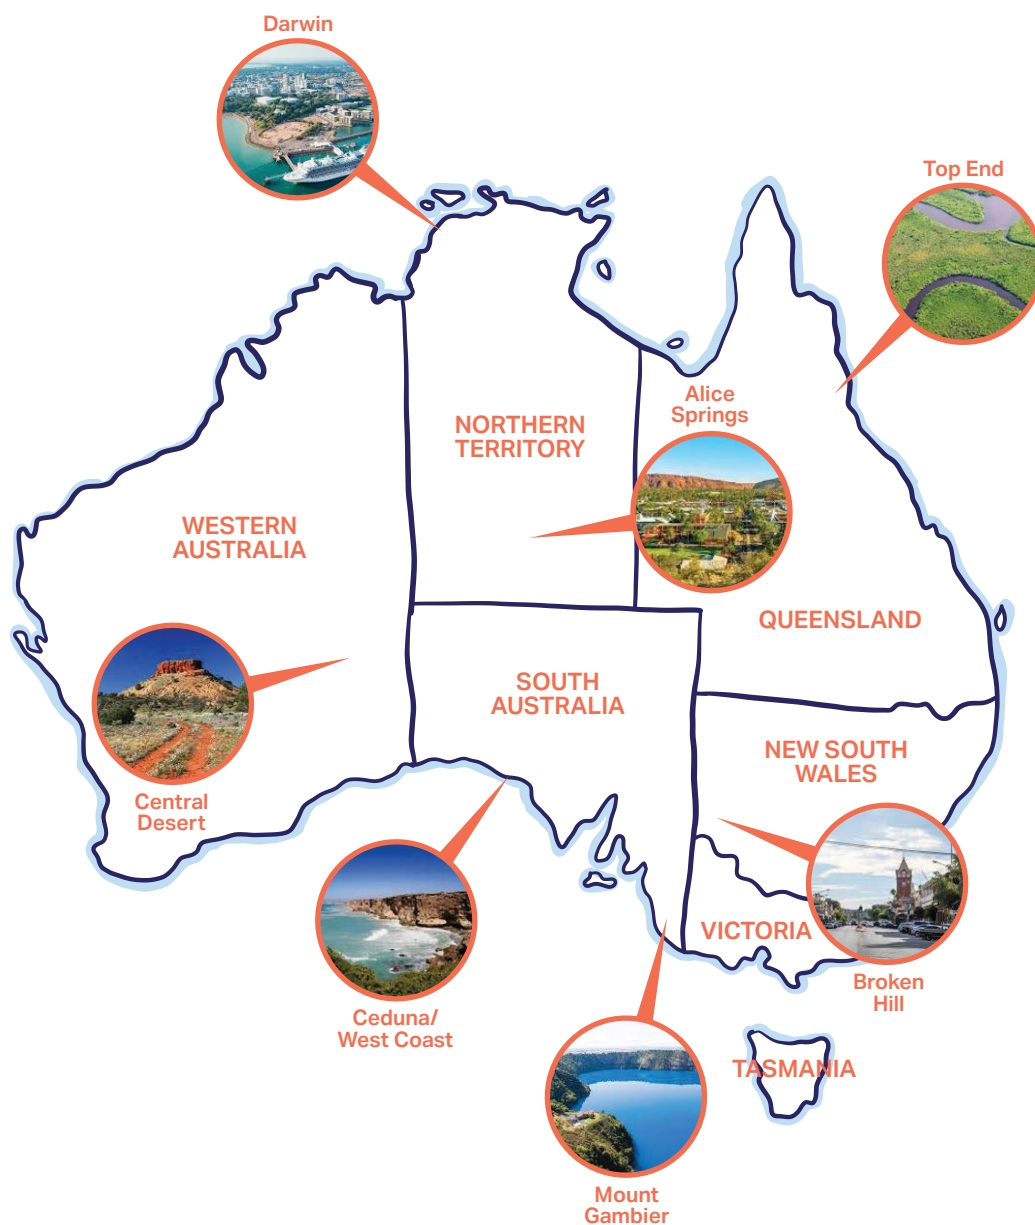 Darwin
Top End
Alice
Springs
NORTHERN
TERRITORY
WESTERN
AUSTRALIA
QUEENSLAND
SOUTH
AUSTRALIA
NEW SOUTH
WALES
Central
Desert
VICTORIA
Broken
Hill
Ceduna/
West Coast
TASMANIA
Mount
Gambier